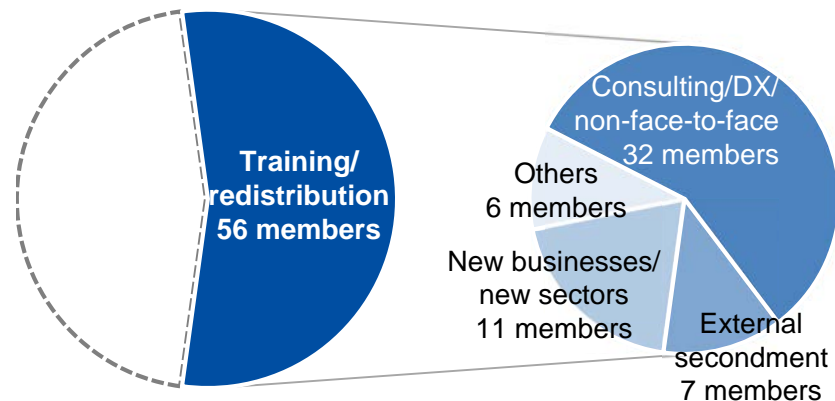 Training/
redistribution
56 members
Consulting/DX/
non-face-to-face
32 members
Others
6 members
New businesses/
new sectors
11 members
External
secondment
7 members